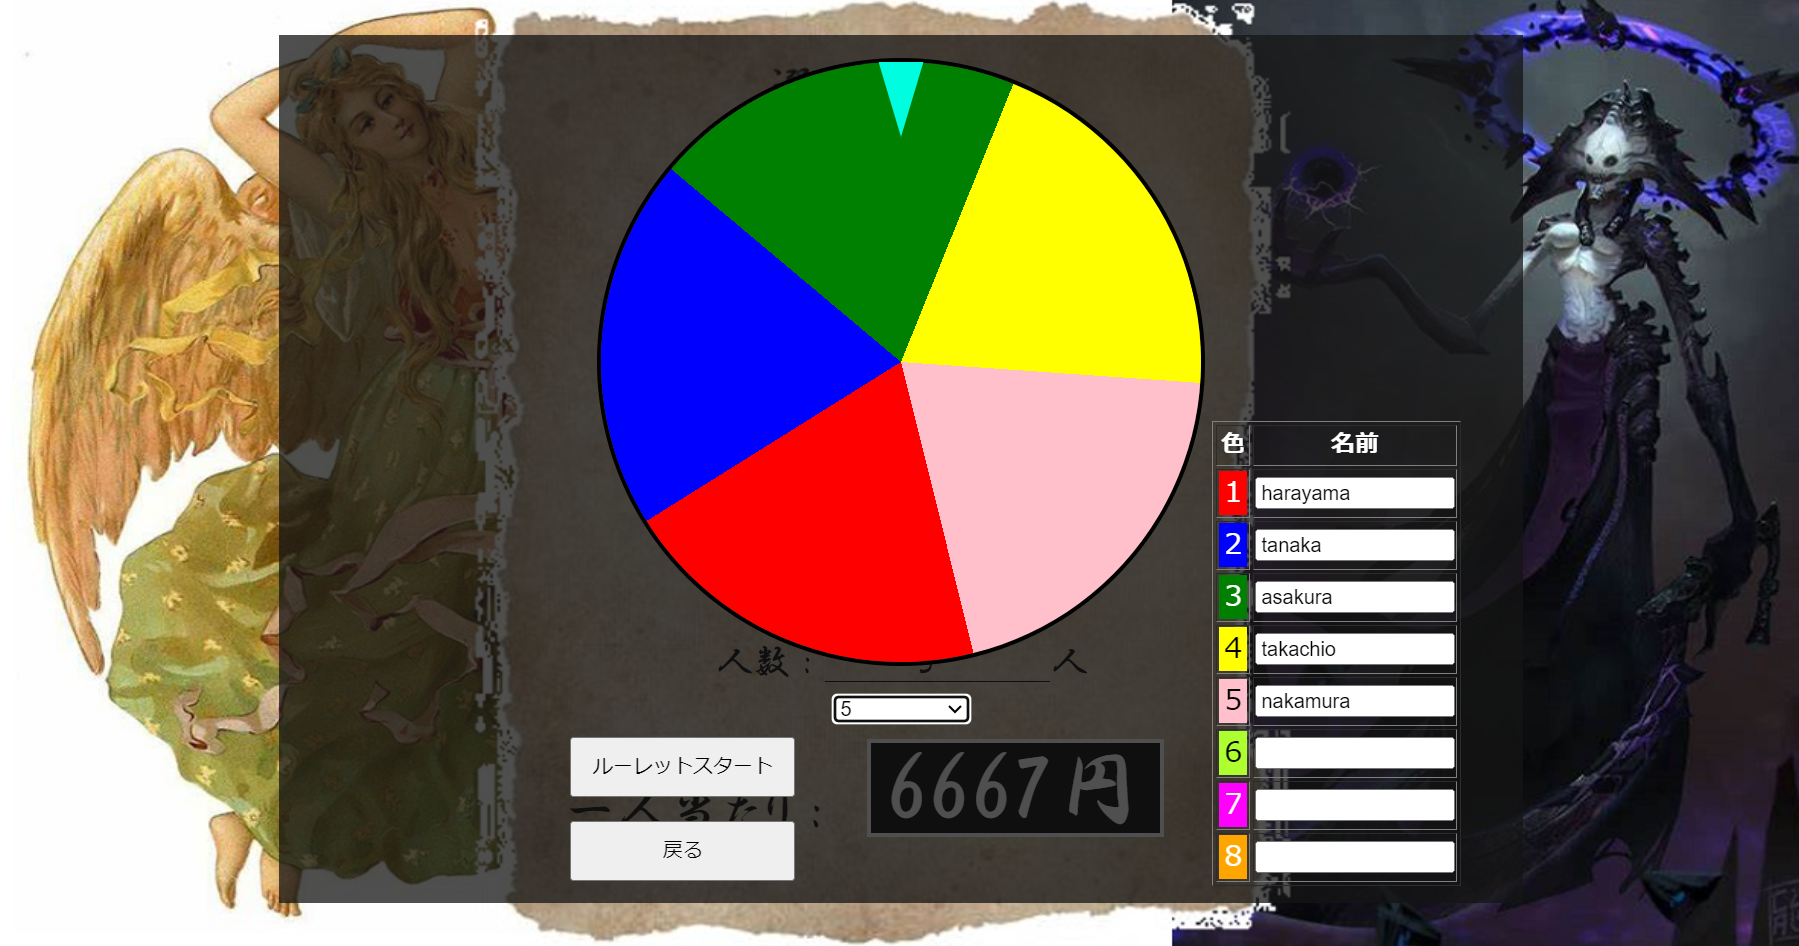 色 名前
1 harayama
2 tanaka
3 asakura
4 takachio
5 nakamura
6
7
8
人数： 人
5
ルーレットスタート
6667円
一人当たり：
戻る